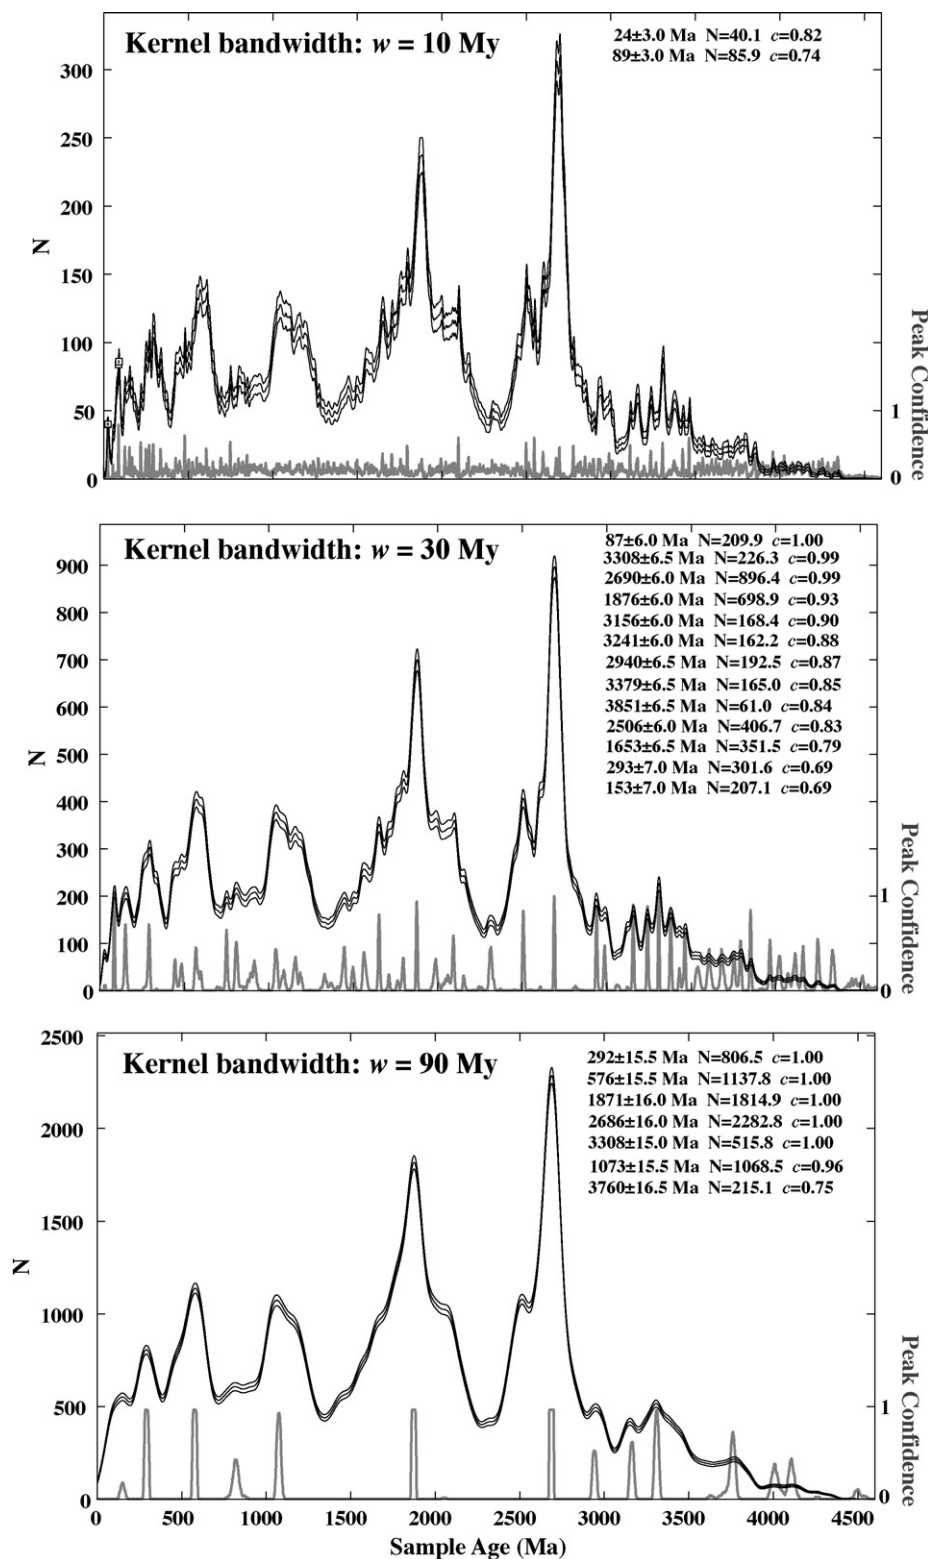 Kernel bandwidth: w = 10 My
24±3.0 Ma N=40.1 c=0.82
89±3.0 Ma N=85.9 c=0.74
300
250
200
150
100
50
0
N
1
0
Peak Confidence
Kernel bandwidth: w = 30 My
87±6.0 Ma N=209.9 c=1.00
3308±6.5 Ma N=226.3 c=0.99
2690±6.0 Ma N=896.4 c=0.99
1876±6.0 Ma N=698.9 c=0.93
3156±6.0 Ma N=168.4 c=0.90
3241±6.0 Ma N=162.2 c=0.88
2940±6.5 Ma N=192.5 c=0.87
3379±6.5 Ma N=165.0 c=0.85
3851±6.5 Ma N=61.0 c=0.84
2506±6.0 Ma N=406.7 c=0.83
1653±6.5 Ma N=351.5 c=0.79
293±7.0 Ma N=301.6 c=0.69
153±7.0 Ma N=207.1 c=0.69
900
800
700
600
500
400
300
200
100
0
N
1
0
Peak Confidence
Kernel bandwidth: w = 90 My
292±15.5 Ma N=806.5 c=1.00
576±15.5 Ma N=1137.8 c=1.00
1871±16.0 Ma N=1814.9 c=1.00
2686±16.0 Ma N=2282.8 c=1.00
3308±15.0 Ma N=515.8 c=1.00
1073±15.5 Ma N=1068.5 c=0.96
3760±16.5 Ma N=215.1 c=0.75
2500
2000
1500
1000
500
0
N
1
0
Peak Confidence
0 500 1000 1500 2000 2500 3000 3500 4000 4500
Sample Age (Ma)